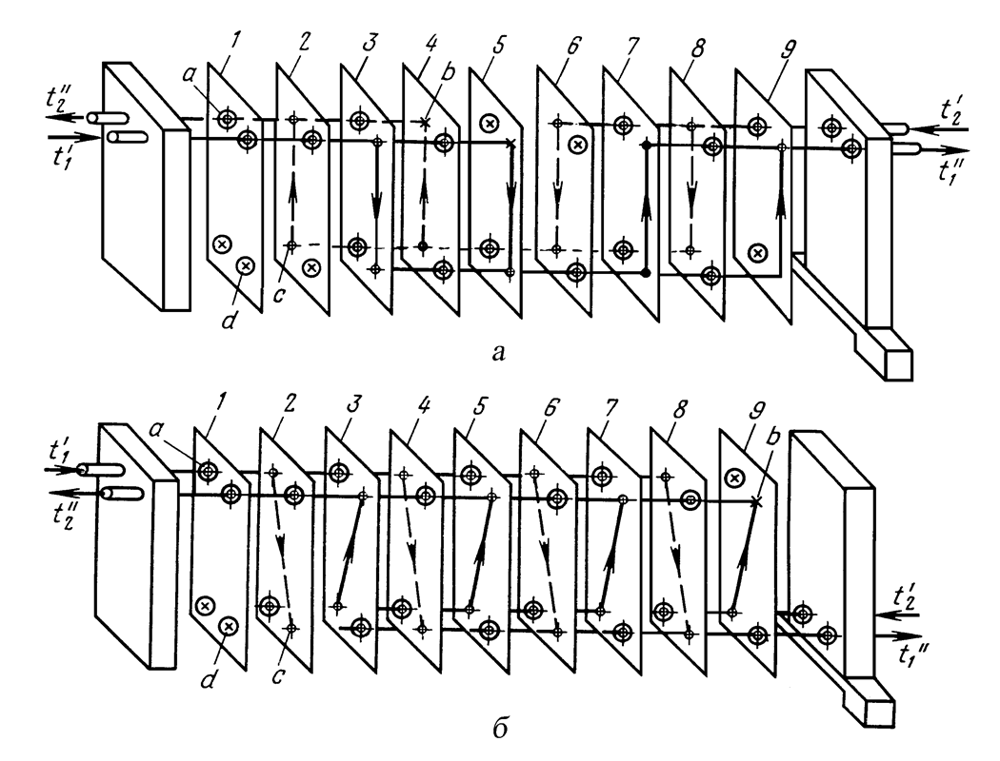 1 2 3 4 5 6 7 8 9
a b
t₂″ t₂′
t₁′ t₁″
c
d
а
1 2 3 4 5 6 7 8 9
a b
t₁′
t₂″ t₂′
t₁″
d c
б